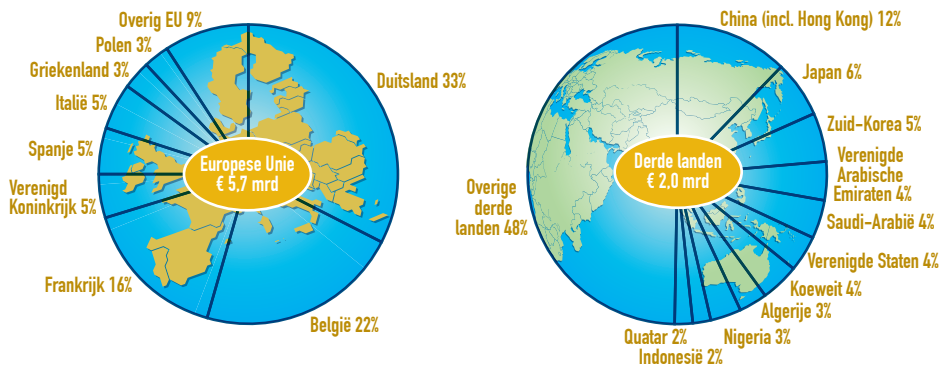 Overig EU 9%
Polen 3%
Griekenland 3%
Italië 5%
Spanje 5%
Verenigd
Koninkrijk 5%
Frankrijk 16%
België 22%
Duitsland 33%
Europese Unie
€ 5,7 mrd
China (incl. Hong Kong) 12%
Japan 6%
Zuid-Korea 5%
Verenigde
Arabische
Emiraten 4%
Saudi-Arabië 4%
Verenigde Staten 4%
Koeweit 4%
Algerije 3%
Nigeria 3%
Indonesië 2%
Quatar 2%
Overige
derde
landen 48%
Derde landen
€ 2,0 mrd